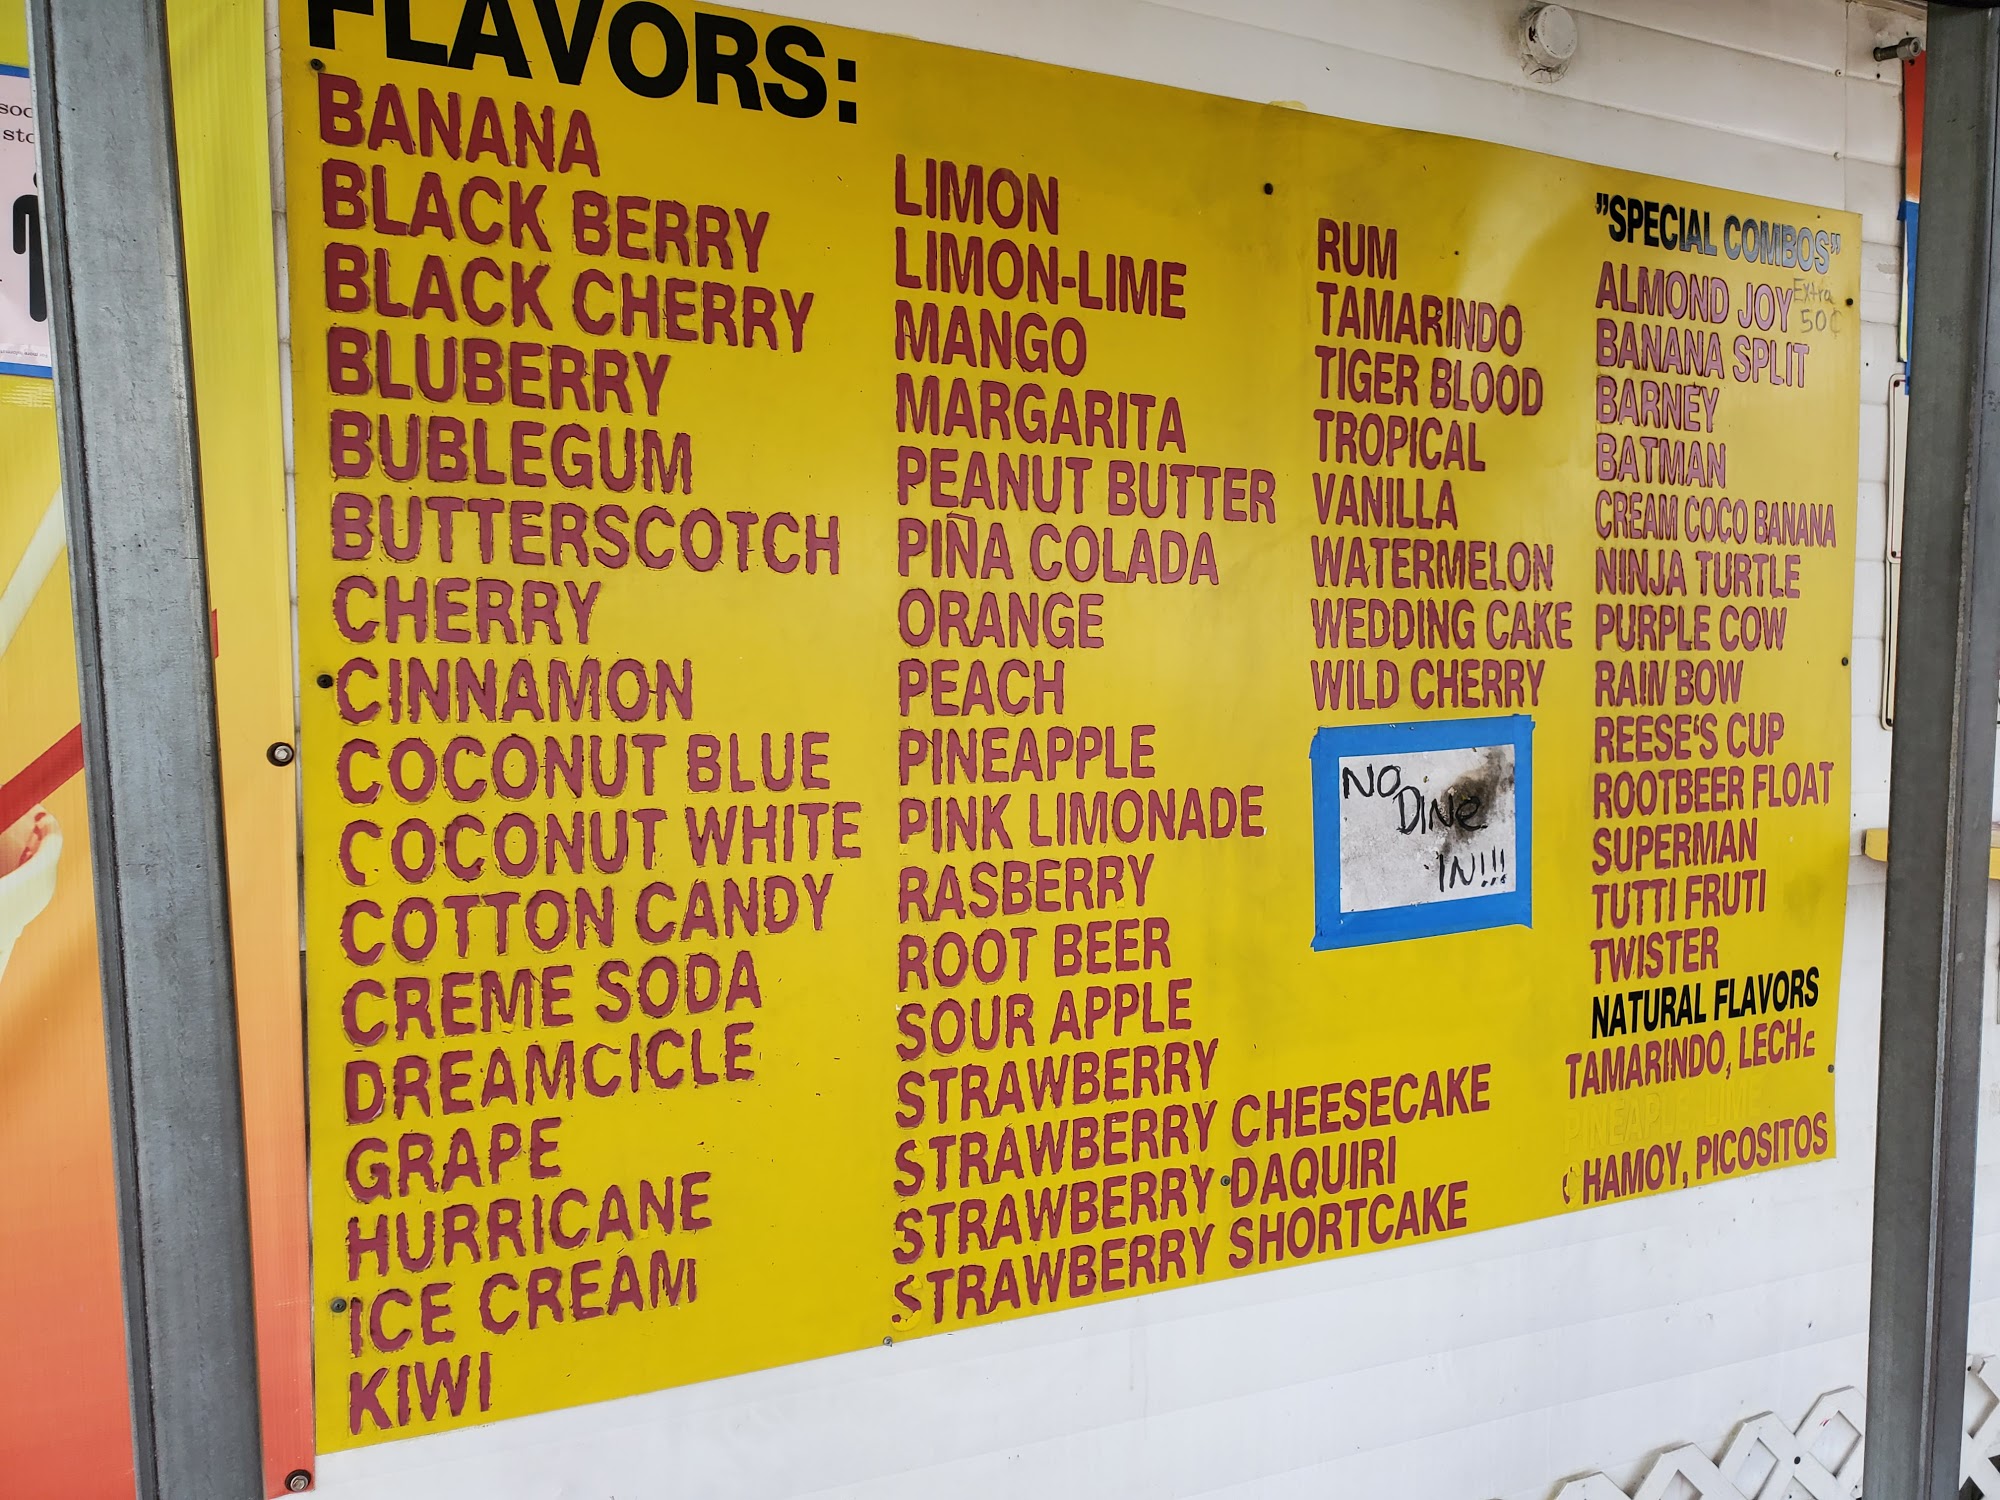 FLAVORS:
BANANA
BLACK BERRY
BLACK CHERRY
BLUBERRY
BUBLEGUM
BUTTERSCOTCH
CHERRY
CINNAMON
COCONUT BLUE
COCONUT WHITE
COTTON CANDY
CREME SODA
DREAMCICLE
GRAPE
HURRICANE
ICE CREAM
KIWI
LIMON
LIMON-LIME
MANGO
MARGARITA
PEANUT BUTTER
PIÑA COLADA
ORANGE
PEACH
PINEAPPLE
PINK LIMONADE
RASBERRY
ROOT BEER
SOUR APPLE
STRAWBERRY
STRAWBERRY CHEESECAKE
STRAWBERRY DAQUIRI
STRAWBERRY SHORTCAKE
RUM
TAMARINDO
TIGER BLOOD
TROPICAL
VANILLA
WATERMELON
WEDDING CAKE
WILD CHERRY
NO
DINE
IN!!!
"SPECIAL COMBOS"
ALMOND JOY Extra
50¢
BANANA SPLIT
BARNEY
BATMAN
CREAM COCO BANANA
NINJA TURTLE
PURPLE COW
RAIN BOW
REESE'S CUP
ROOTBEER FLOAT
SUPERMAN
TUTTI FRUTI
TWISTER
NATURAL FLAVORS
TAMARINDO, LECHE
PINEAPLE, LIME
CHAMOY, PICOSITOS